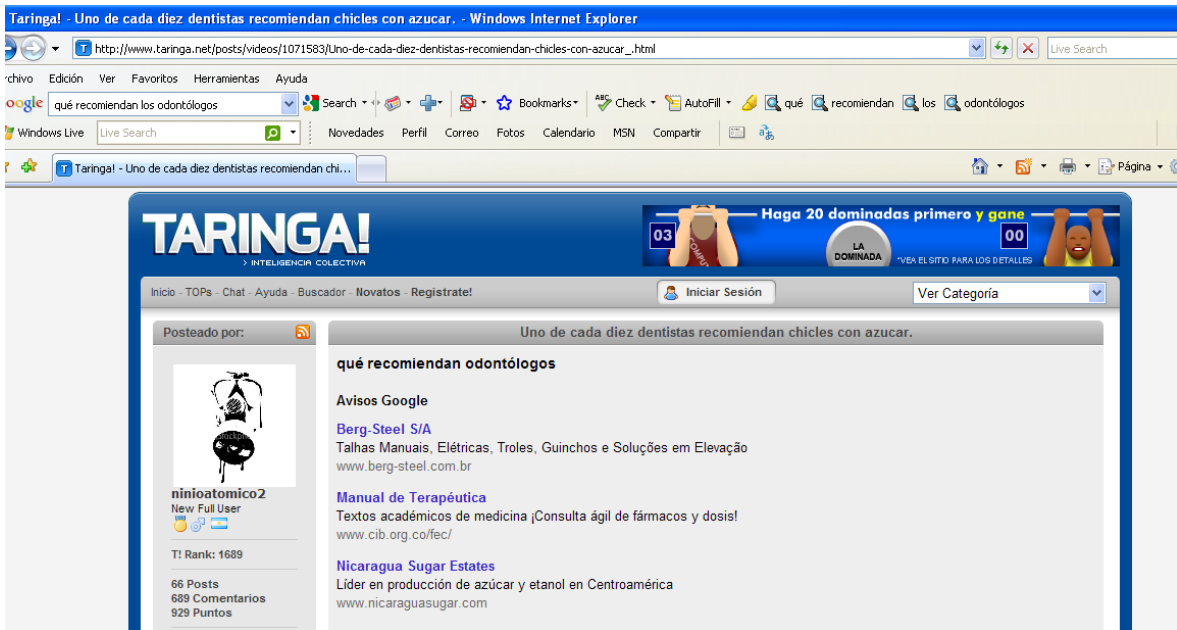 Taringa! - Uno de cada diez dentistas recomiendan chicles con azucar. - Windows Internet Explorer
http://www.taringa.net/posts/videos/1071583/Uno-de-cada-diez-dentistas-recomiendan-chicles-con-azucar_.html
Live Search
rchivo Edición Ver Favoritos Herramientas Ayuda
oogle qué recomiendan los odontólogos Search Bookmarks ABC Check AutoFill qué recomiendan los odontólogos
Windows Live Live Search Novedades Perfil Correo Fotos Calendario MSN Compartir
Taringa! - Uno de cada diez dentistas recomiendan chi... Página
TARINGA!
> INTELIGENCIA COLECTIVA
Haga 20 dominadas primero y gane
03
00
LA
DOMINADA
*VEA EL SITIO PARA LOS DETALLES
Inicio - TOPs - Chat - Ayuda - Buscador - Novatos - Registrate!
Iniciar Sesión
Ver Categoría
Posteado por:
Uno de cada diez dentistas recomiendan chicles con azucar.
ninioatomico2
New Full User
T! Rank: 1689
66 Posts
689 Comentarios
929 Puntos
qué recomiendan odontólogos
Avisos Google
Berg-Steel S/A
Talhas Manuais, Elétricas, Troles, Guinchos e Soluções em Elevação
www.berg-steel.com.br
Manual de Terapéutica
Textos académicos de medicina ¡Consulta ágil de fármacos y dosis!
www.cib.org.co/fec/
Nicaragua Sugar Estates
Líder en producción de azúcar y etanol en Centroamérica
www.nicaraguasugar.com